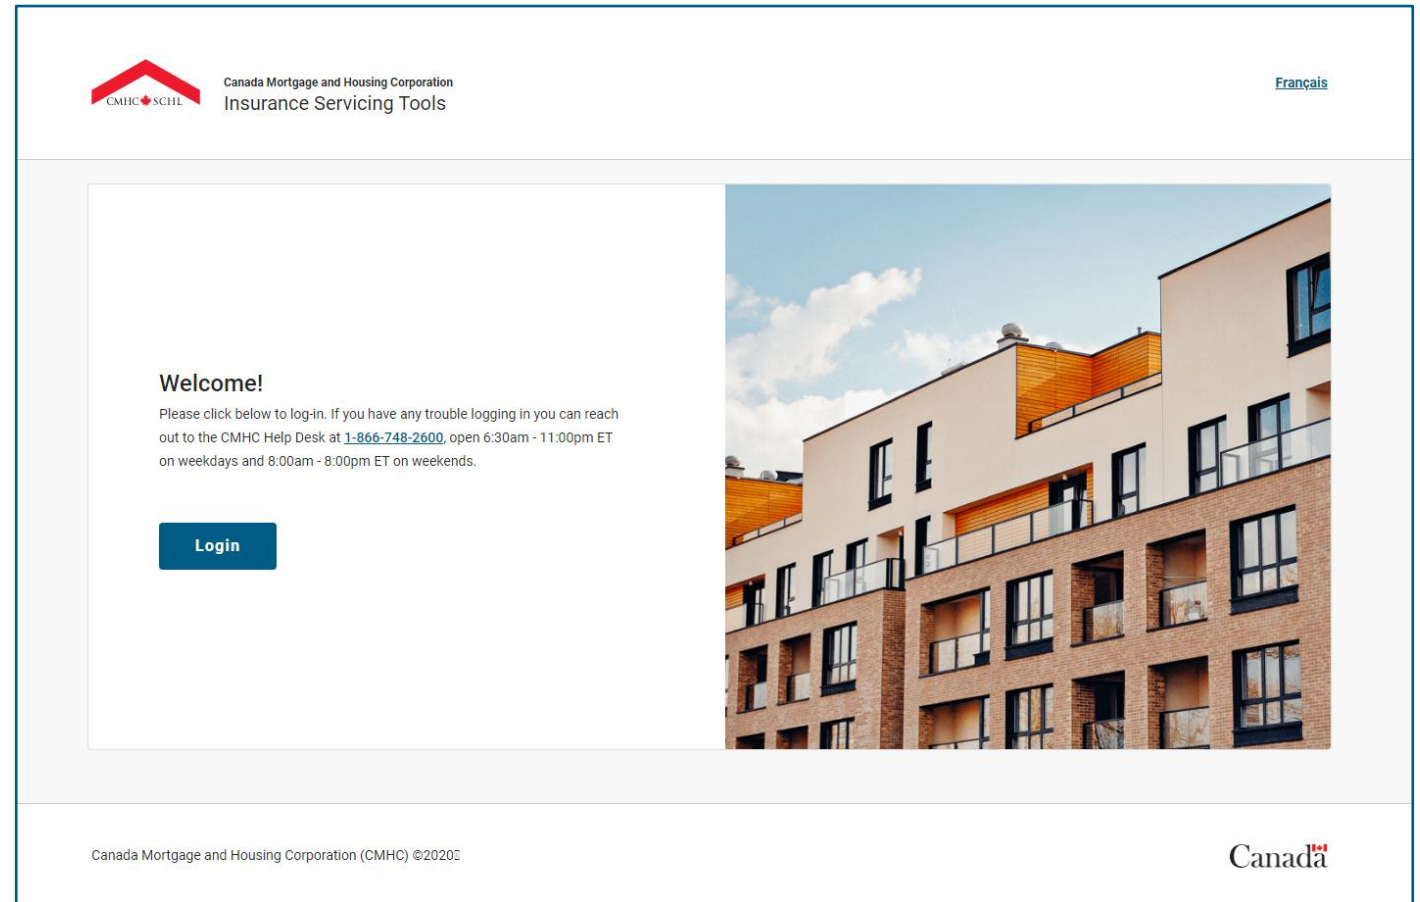 CMHC SCHL
Canada Mortgage and Housing Corporation
Insurance Servicing Tools
Français
Welcome!
Please click below to log-in. If you have any trouble logging in you can reach
out to the CMHC Help Desk at 1-866-748-2600, open 6:30am - 11:00pm ET
on weekdays and 8:00am - 8:00pm ET on weekends.
Login
Canada Mortgage and Housing Corporation (CMHC) ©2020
Canada